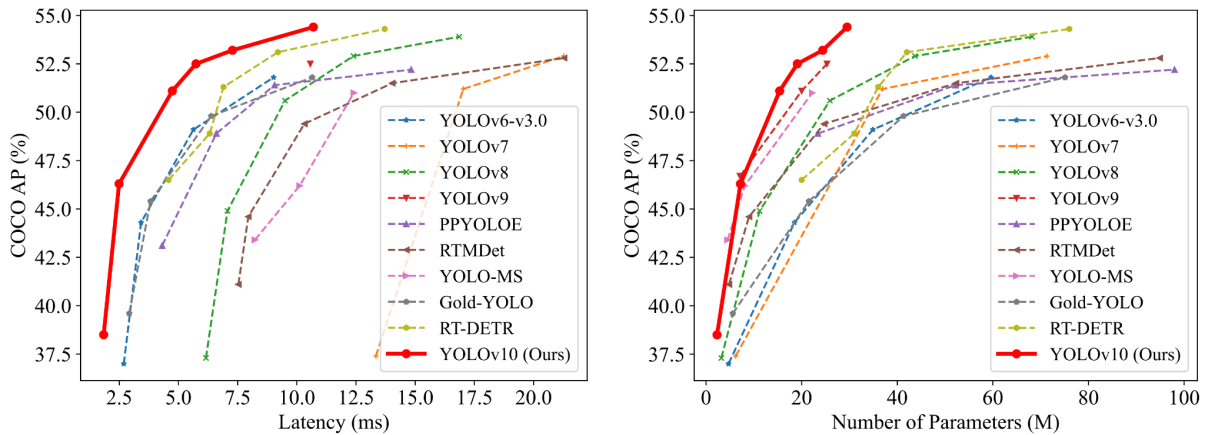 55.0
52.5
50.0
47.5
45.0
42.5
40.0
37.5
COCO AP (%)
2.5 5.0 7.5 10.0 12.5 15.0 17.5 20.0
Latency (ms)
YOLOv6-v3.0
YOLOv7
YOLOv8
YOLOv9
PPYOLOE
RTMDet
YOLO-MS
Gold-YOLO
RT-DETR
YOLOv10 (Ours)
55.0
52.5
50.0
47.5
45.0
42.5
40.0
37.5
COCO AP (%)
0 20 40 60 80 100
Number of Parameters (M)
YOLOv6-v3.0
YOLOv7
YOLOv8
YOLOv9
PPYOLOE
RTMDet
YOLO-MS
Gold-YOLO
RT-DETR
YOLOv10 (Ours)